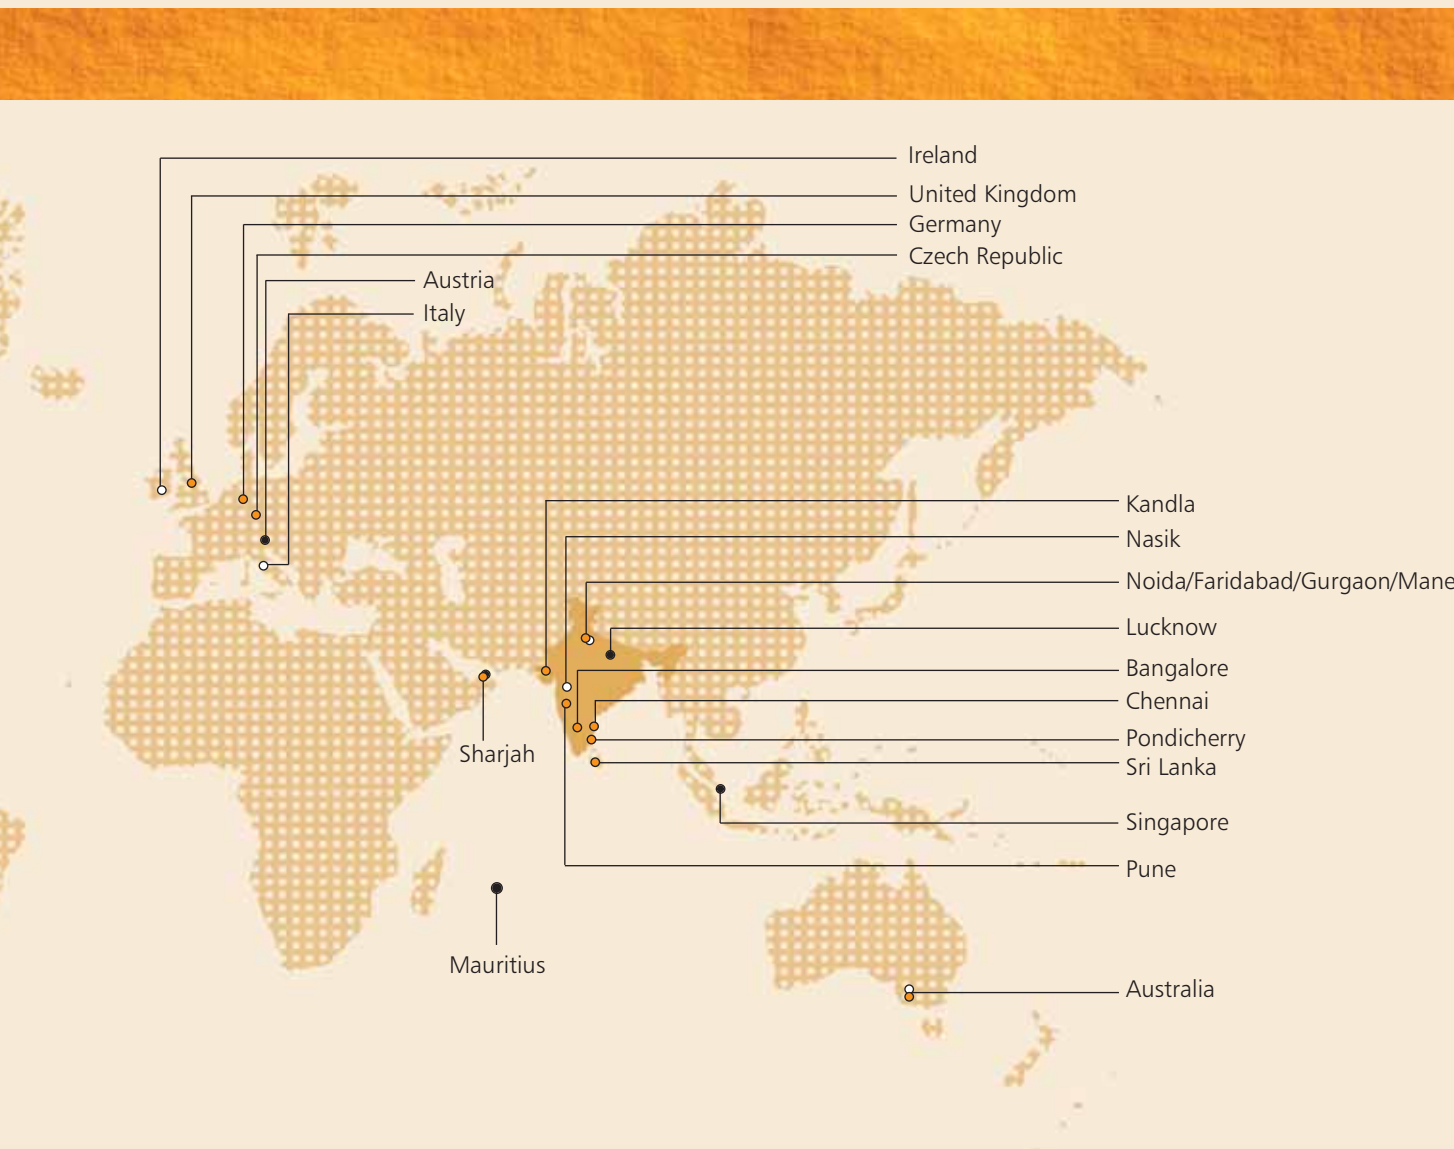 Ireland
United Kingdom
Germany
Czech Republic
Austria
Italy
Kandla
Nasik
Noida/Faridabad/Gurgaon/Mane
Lucknow
Bangalore
Chennai
Pondicherry
Sharjah
Sri Lanka
Singapore
Pune
Mauritius
Australia